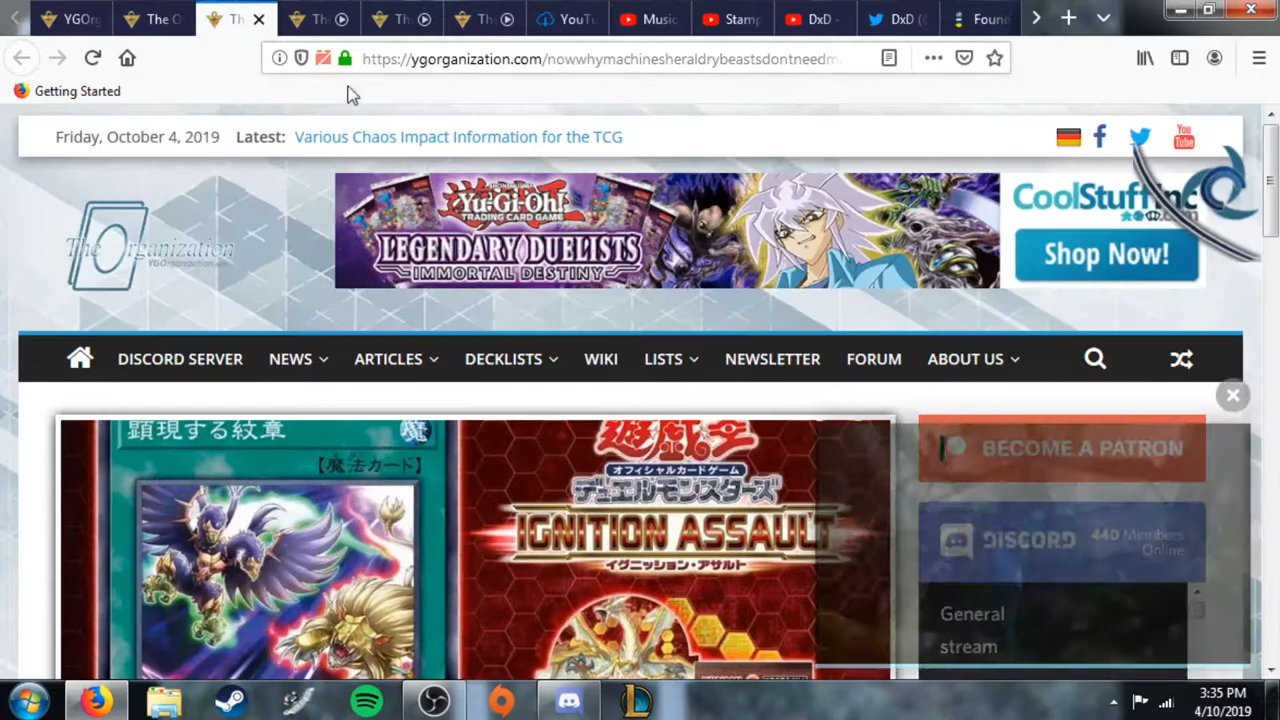 YGOrg
The O
Th
Th
Th
Th
YouTu
Music
Stamp
DxD -
DxD (
Foun
https://ygorganization.com/nowwhymachinesheraldrybeastsdontneedm
Getting Started
Friday, October 4, 2019 Latest: Various Chaos Impact Information for the TCG
You
Tube
The Organization
YGOrganization.com
Yu-Gi-Oh!
TRADING CARD GAME
LEGENDARY DUELISTS
IMMORTAL DESTINY
CoolStuffInc
.com
Shop Now!
DISCORD SERVER NEWS ARTICLES DECKLISTS WIKI LISTS NEWSLETTER FORUM ABOUT US
顕現する紋章
魔
【魔法カード】
遊戯王
オフィシャルカードゲーム
デュエルモンスターズ
IGNITION ASSAULT
イグニッション・アサルト
BECOME A PATRON
DISCORD 440 Members
Online
General
stream
3:35 PM
4/10/2019